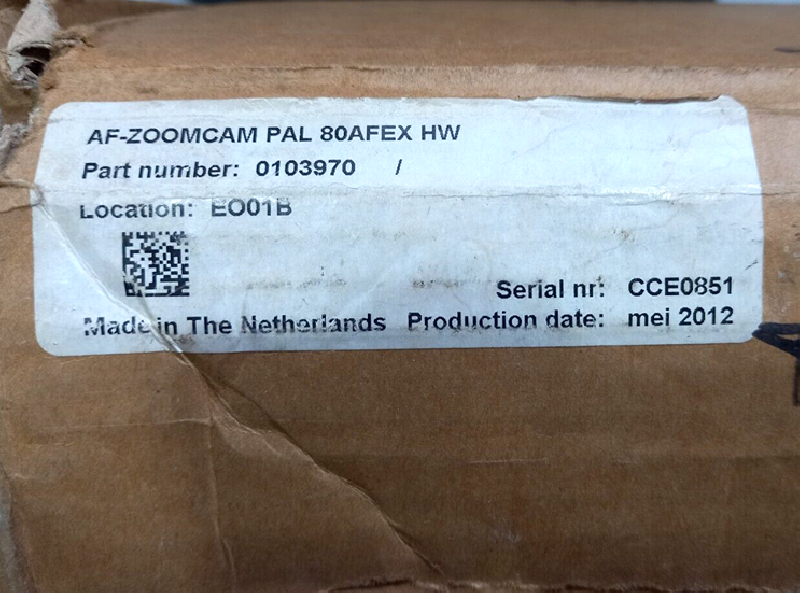 AF-ZOOMCAM PAL 80AFEX HW
Part number: 0103970 /
Location: EO01B
Serial nr: CCE0851
Made in The Netherlands Production date: mei 2012